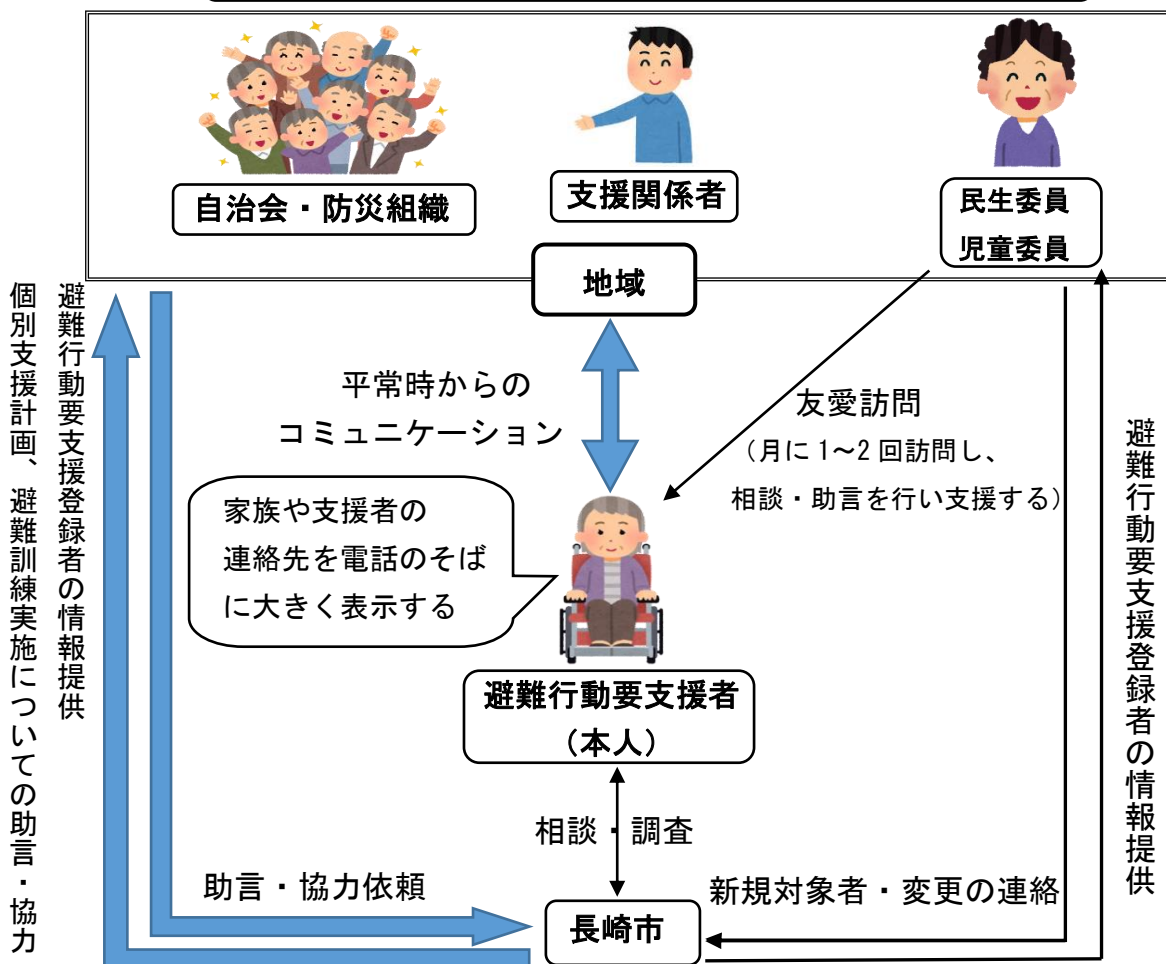 自治会・防災組織
支援関係者
民生委員
児童委員
地域
避難行動要支援登録者の情報提供
個別支援計画、避難訓練実施についての助言・協力
平常時からの
コミュニケーション
友愛訪問
（月に1～2回訪問し、
相談・助言を行い支援する）
避難行動要支援登録者の情報提供
家族や支援者の
連絡先を電話のそば
に大きく表示する
避難行動要支援者
（本人）
相談・調査
助言・協力依頼
新規対象者・変更の連絡
長崎市